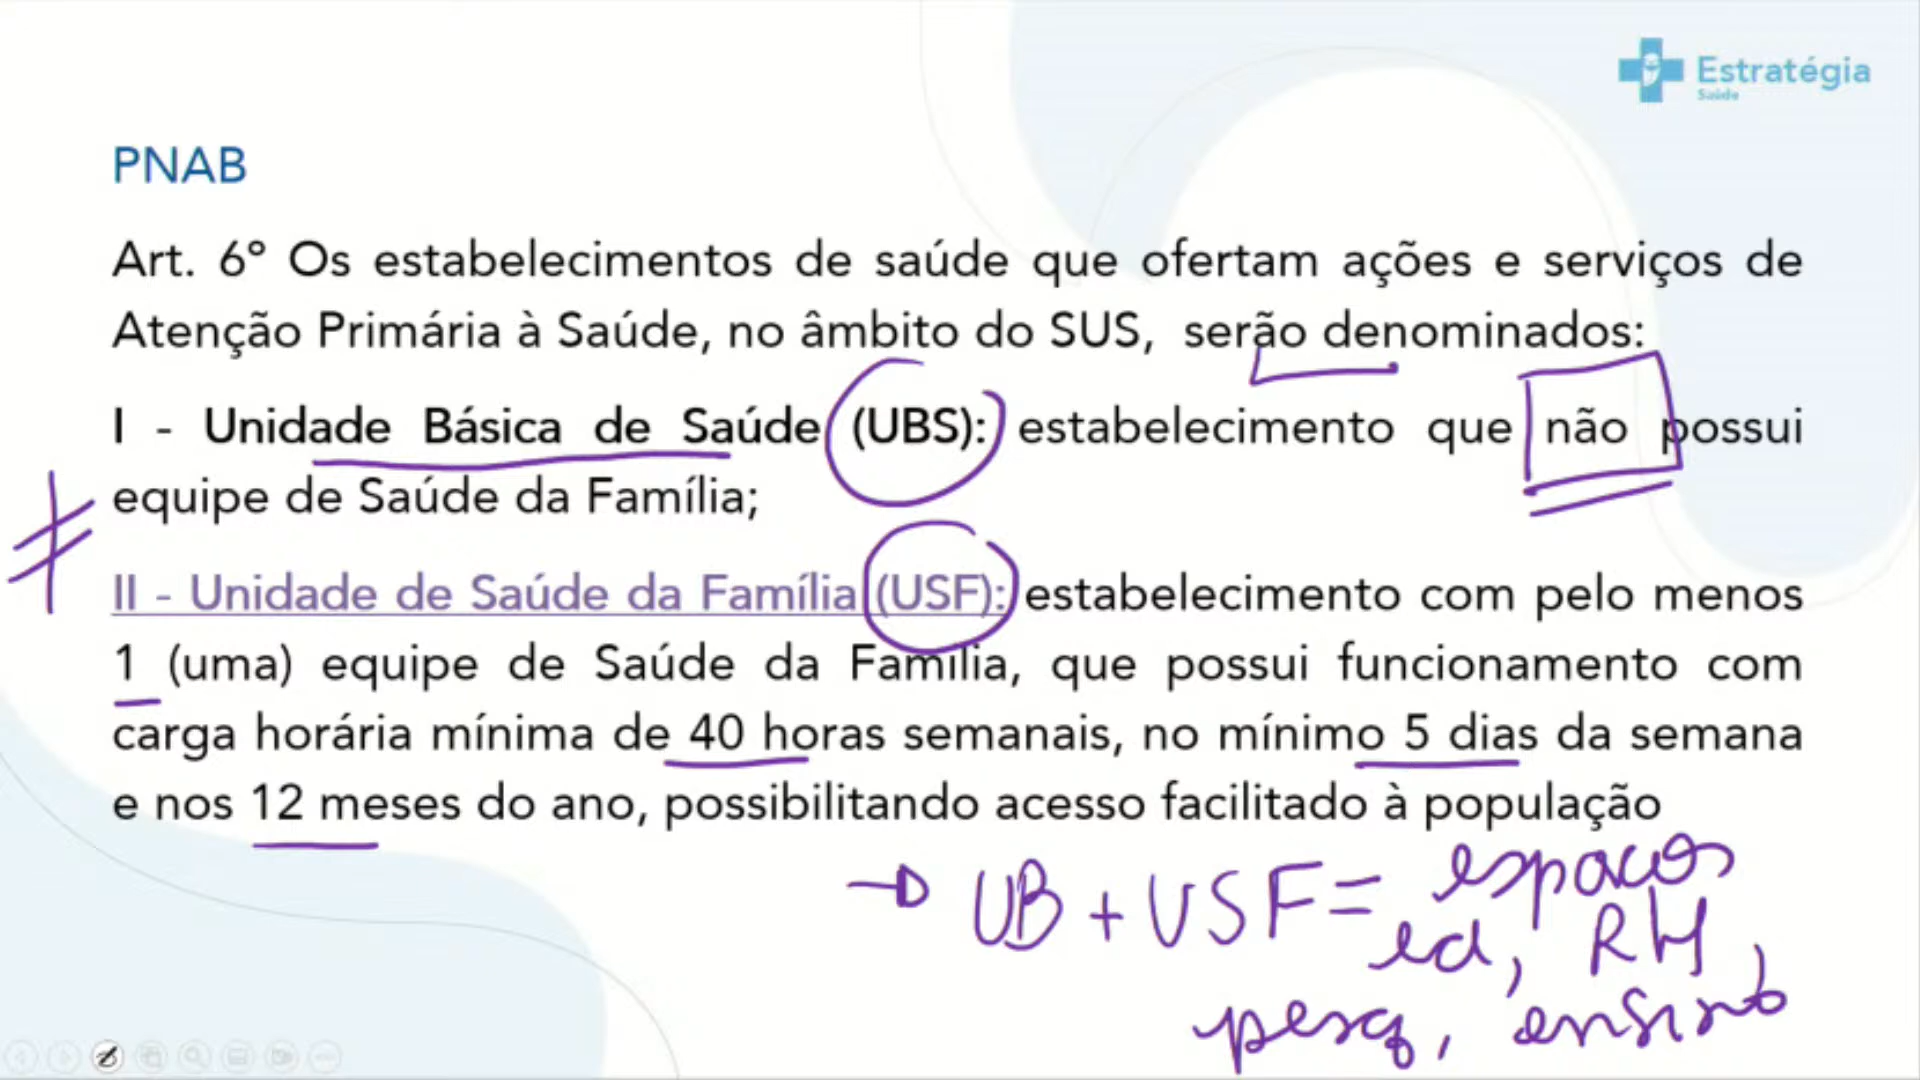 Estratégia
Saúde
PNAB
Art. 6º Os estabelecimentos de saúde que ofertam ações e serviços de
Atenção Primária à Saúde, no âmbito do SUS, serão denominados:
I - Unidade Básica de Saúde (UBS): estabelecimento que não possui
equipe de Saúde da Família;
≠
II - Unidade de Saúde da Família (USF): estabelecimento com pelo menos
1 (uma) equipe de Saúde da Família, que possui funcionamento com
carga horária mínima de 40 horas semanais, no mínimo 5 dias da semana
e nos 12 meses do ano, possibilitando acesso facilitado à população
→ UB + USF = espacos
ed, RH,
pesq, ensino